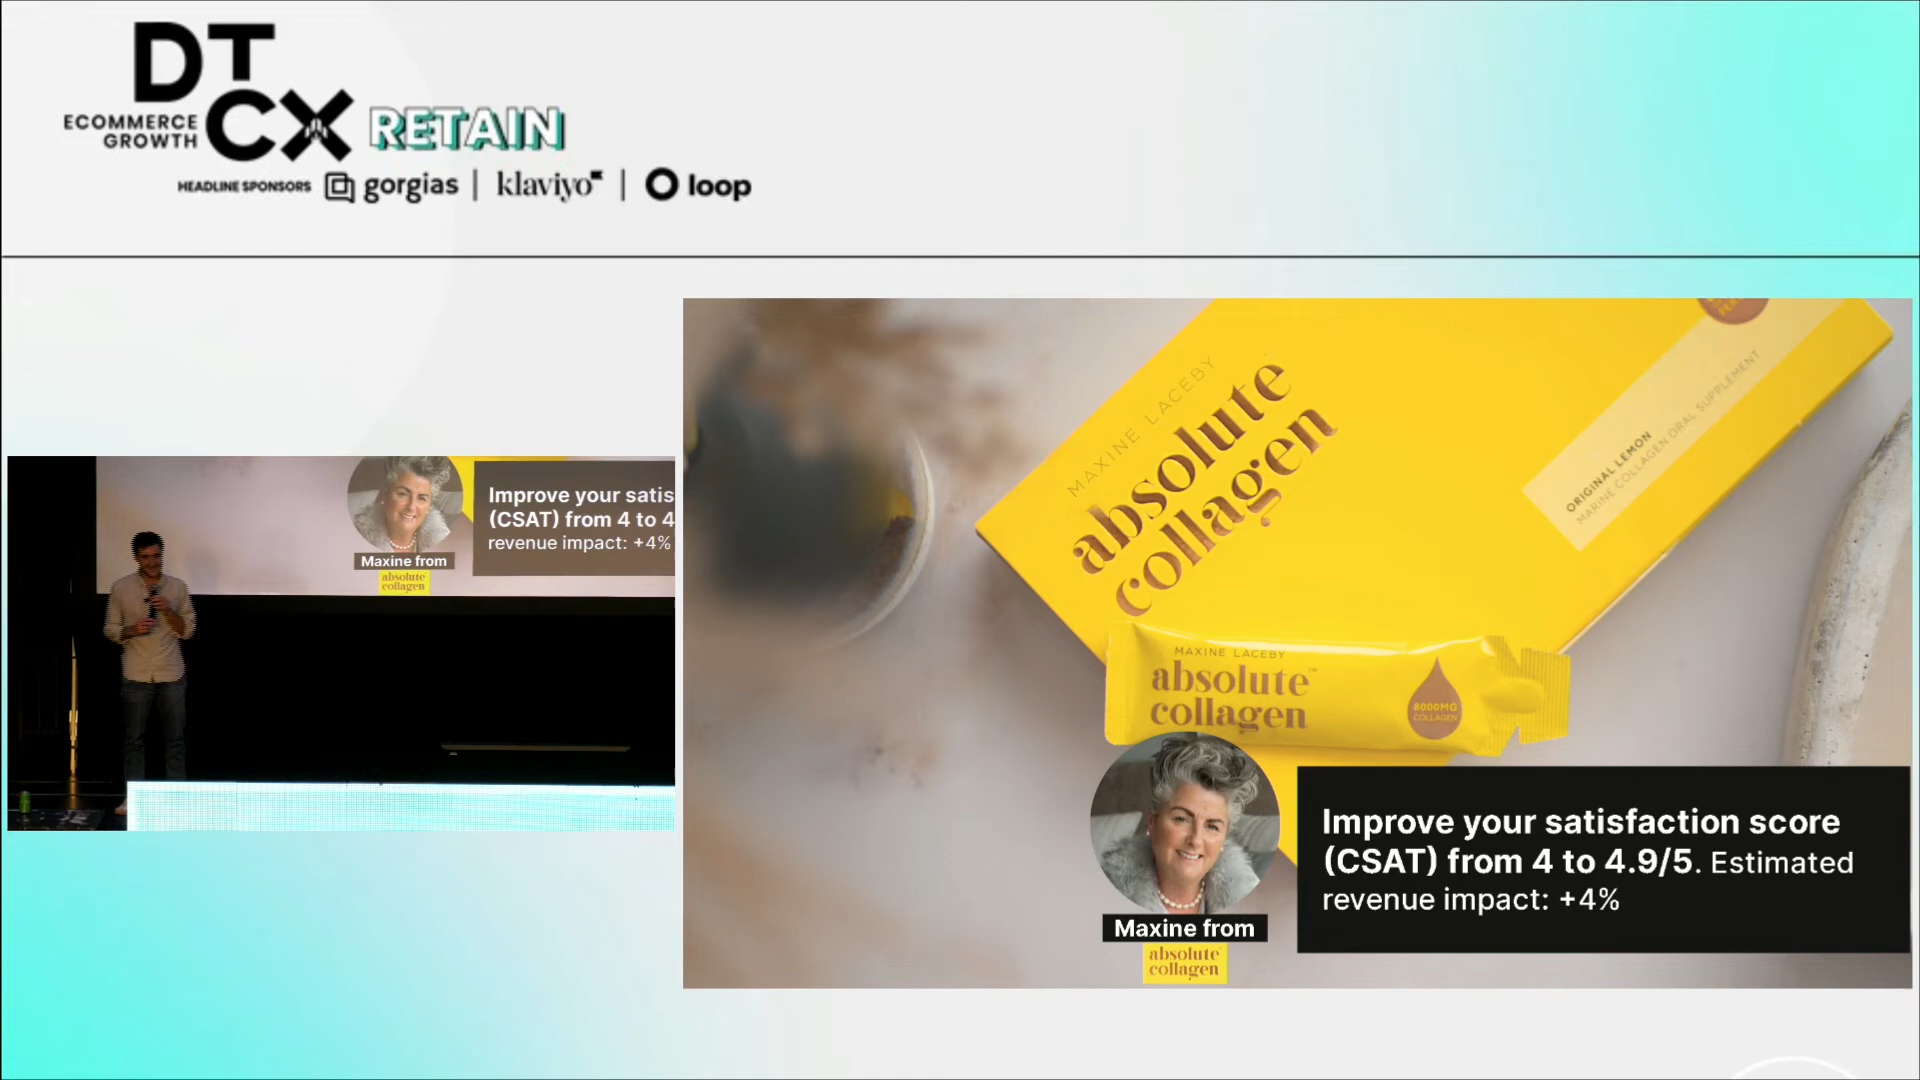 DT
CX
ECOMMERCE
GROWTH
RETAIN
HEADLINE SPONSORS gorgias | klaviyo | loop
Improve your satis
(CSAT) from 4 to 4
revenue impact: +4%
Maxine from
absolute
collagen
MAXINE LACEBY
absolute
collagen
ORIGINAL LEMON
MARINE COLLAGEN ORAL SUPPLEMENT
MAXINE LACEBY
absolute™
collagen
8000MG
COLLAGEN
Improve your satisfaction score
(CSAT) from 4 to 4.9/5. Estimated
revenue impact: +4%
Maxine from
absolute
collagen